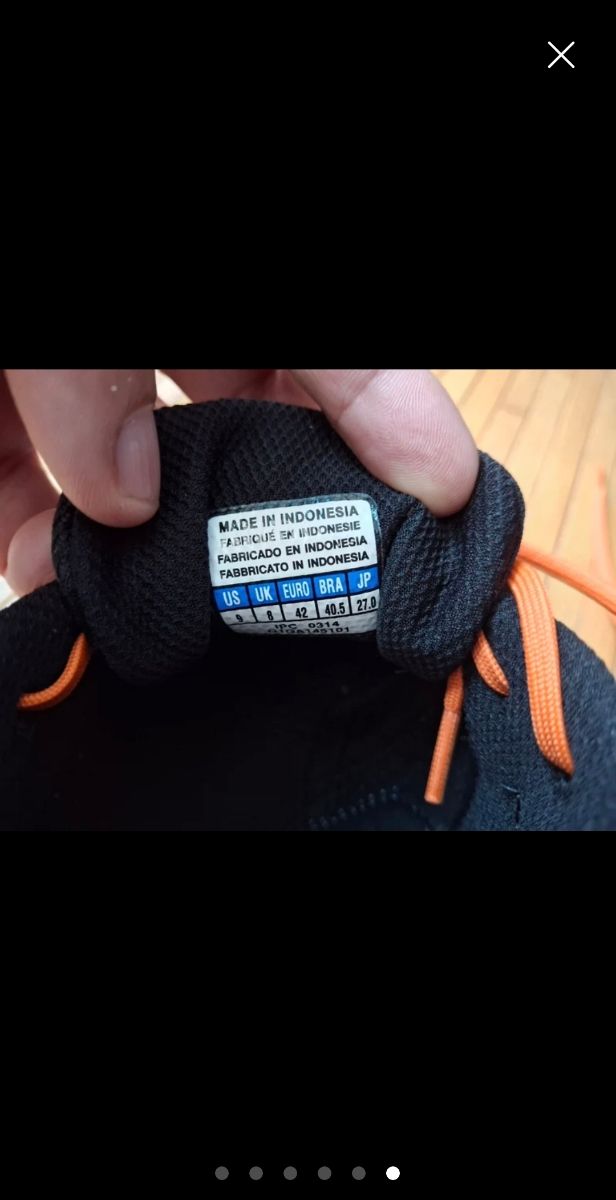 MADE IN INDONESIA
FABRIQUÉ EN INDONESIE
FABRICADO EN INDONESIA
FABBRICATO IN INDONESIA
US UK EURO BRA JP
9 8 42 40.5 27.0
IPC 0314